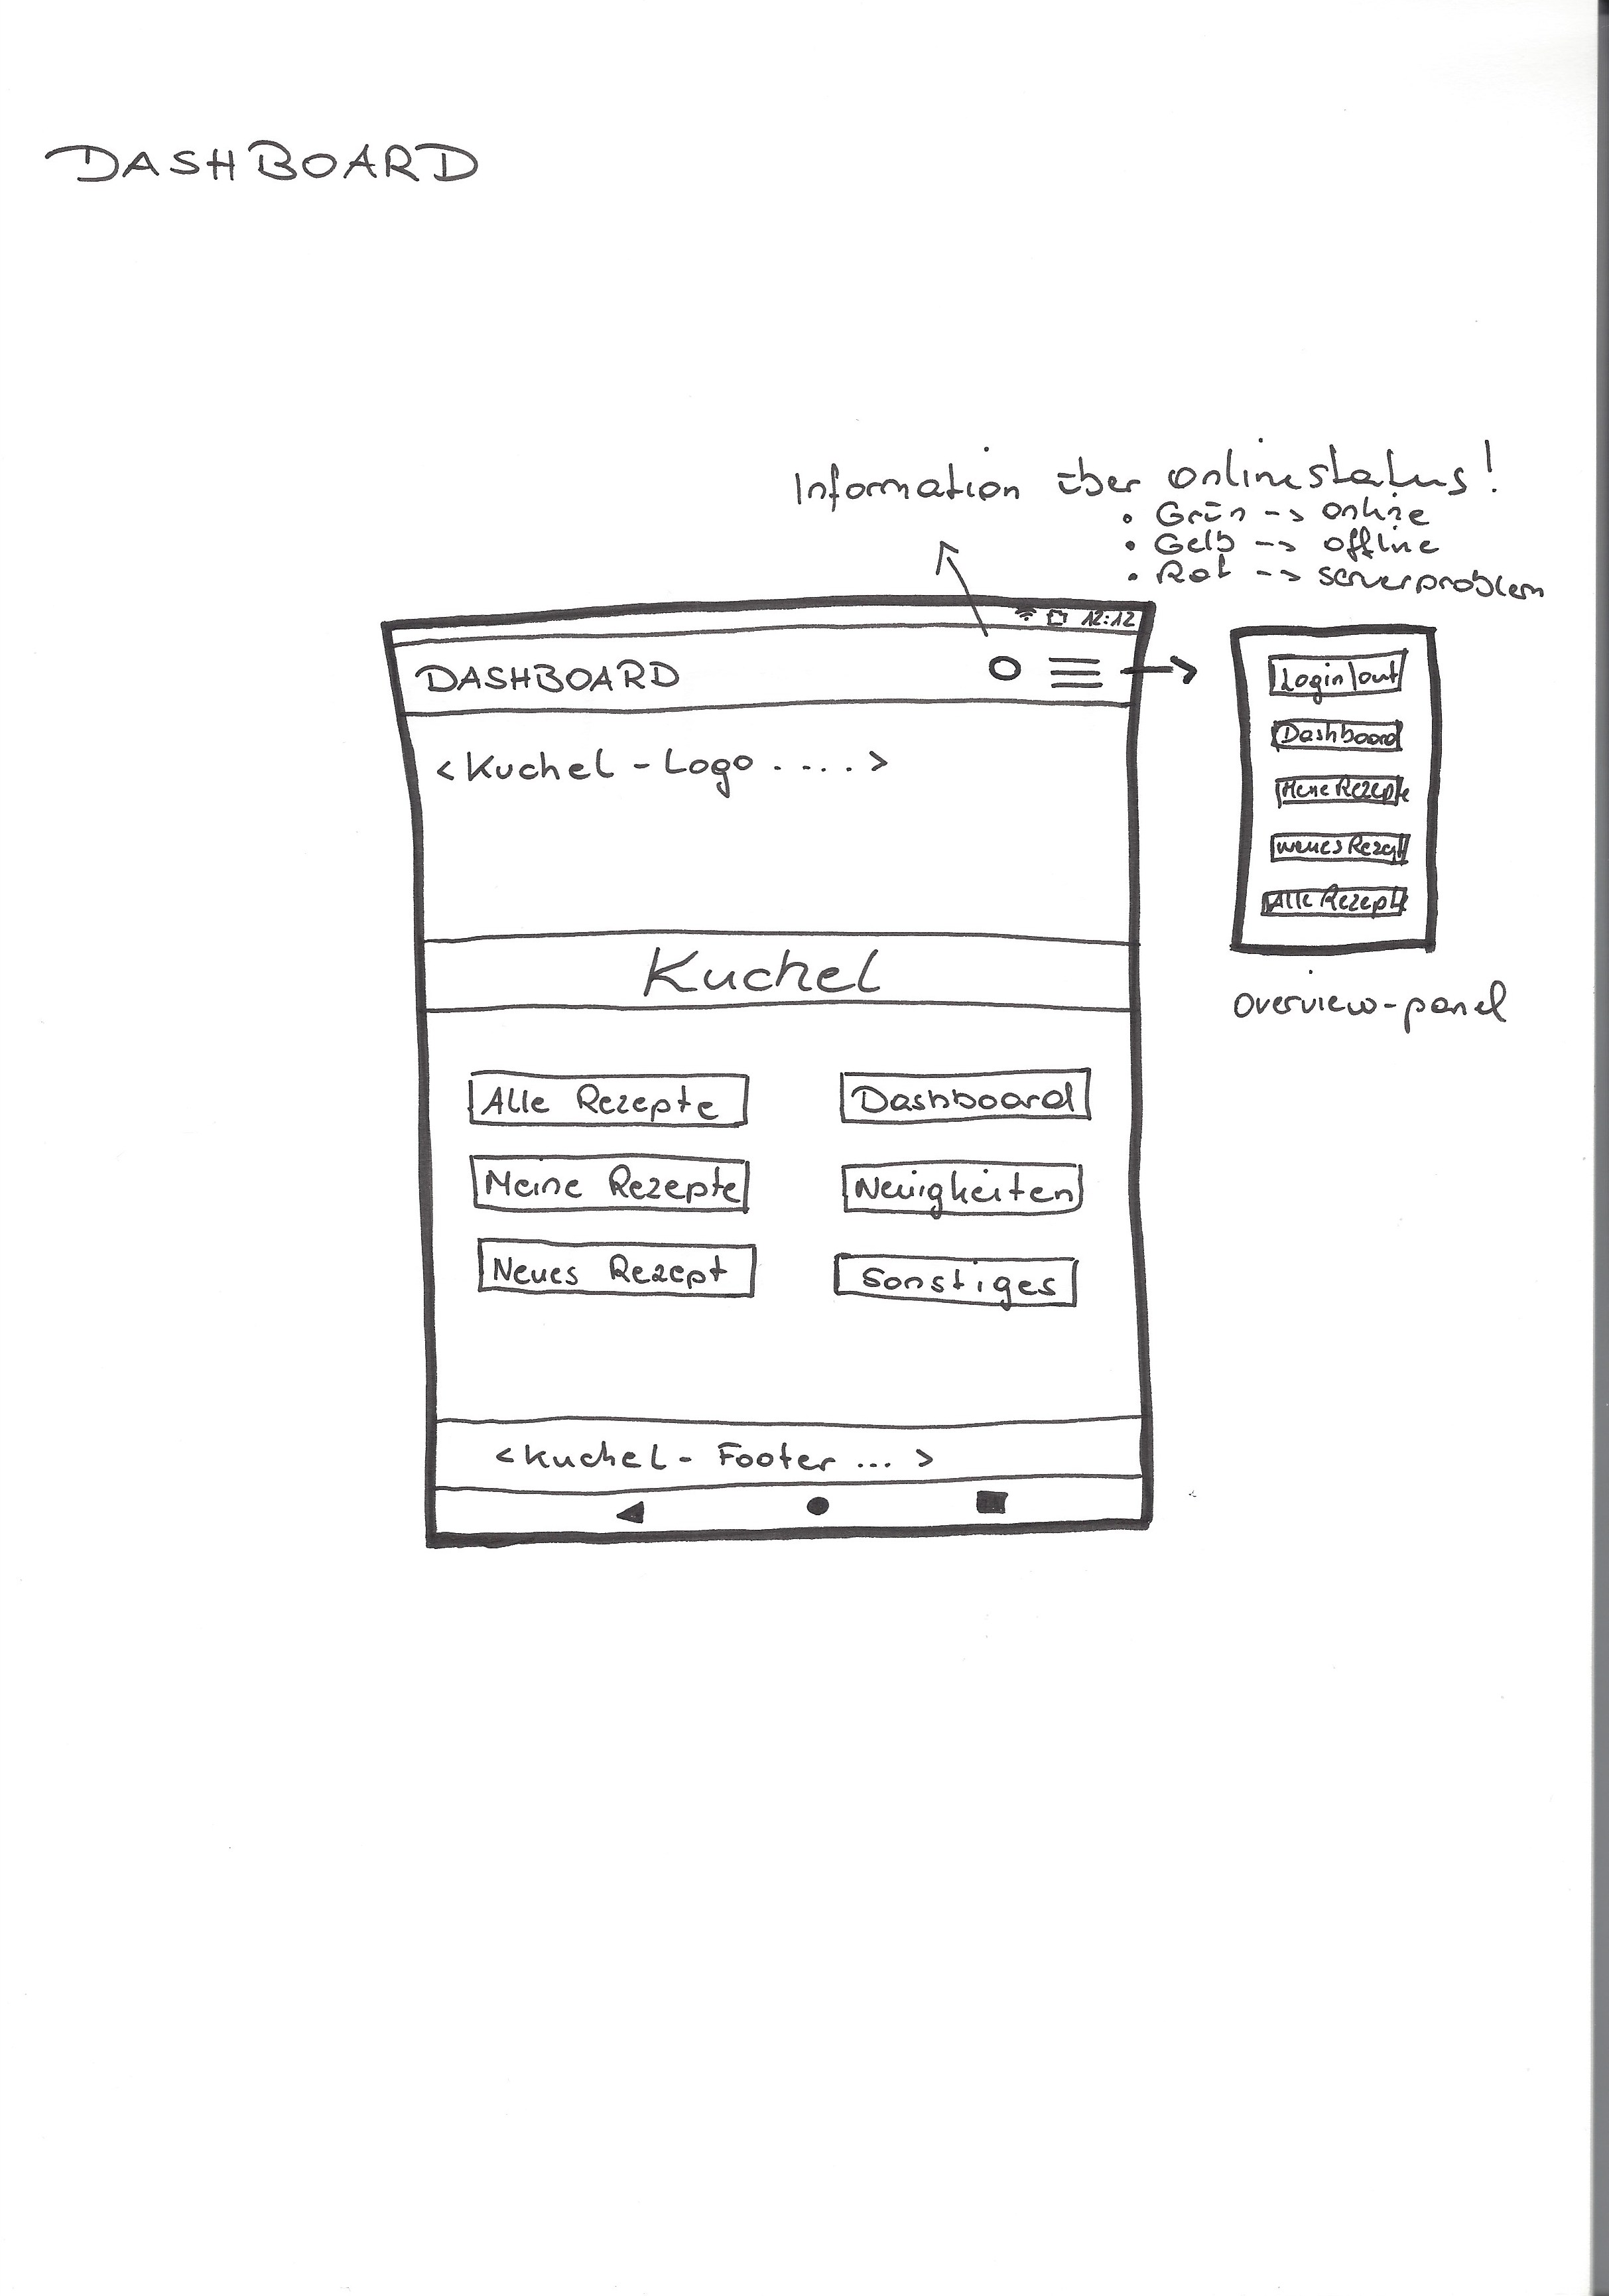 DASHBOARD
Information über onlinestatus!
• Grün --> online
• Gelb --> offline
• Rot --> serverproblem
12:12
DASHBOARD
<Kuchel - Logo ....>
Kuchel
Alle Rezepte
Dashboard
Meine Rezepte
Neuigkeiten
Neues Rezept
Sonstiges
<Kuchel - Footer ... >
Login/out
Dashboard
Meine Rezepte
Neues Rezept
Alle Rezepte
overview-panel